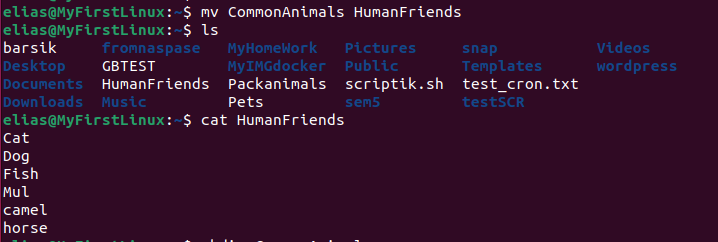 elias@MyFirstLinux:~$ mv CommonAnimals HumanFriends
elias@MyFirstLinux:~$ ls
barsik fromnaspase MyHomeWork Pictures snap Videos
Desktop GBTEST MyIMGdocker Public Templates wordpress
Documents HumanFriends Packanimals scriptik.sh test_cron.txt
Downloads Music Pets sem5 testSCR
elias@MyFirstLinux:~$ cat HumanFriends
Cat
Dog
Fish
Mul
camel
horse